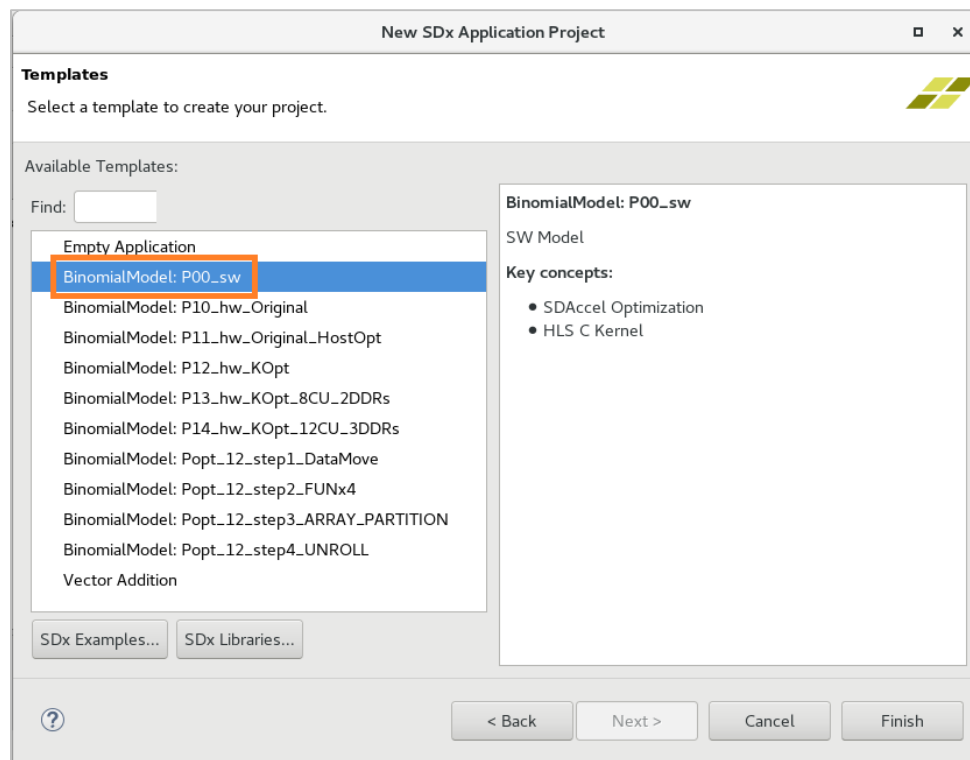 New SDx Application Project
Templates
Select a template to create your project.
Available Templates:
Find:
Empty Application
BinomialModel: P00_sw
BinomialModel: P10_hw_Original
BinomialModel: P11_hw_Original_HostOpt
BinomialModel: P12_hw_KOpt
BinomialModel: P13_hw_KOpt_8CU_2DDRs
BinomialModel: P14_hw_KOpt_12CU_3DDRs
BinomialModel: Popt_12_step1_DataMove
BinomialModel: Popt_12_step2_FUNx4
BinomialModel: Popt_12_step3_ARRAY_PARTITION
BinomialModel: Popt_12_step4_UNROLL
Vector Addition
SDx Examples...
SDx Libraries...
BinomialModel: P00_sw
SW Model
Key concepts:
SDAccel Optimization
HLS C Kernel
?
< Back
Next >
Cancel
Finish